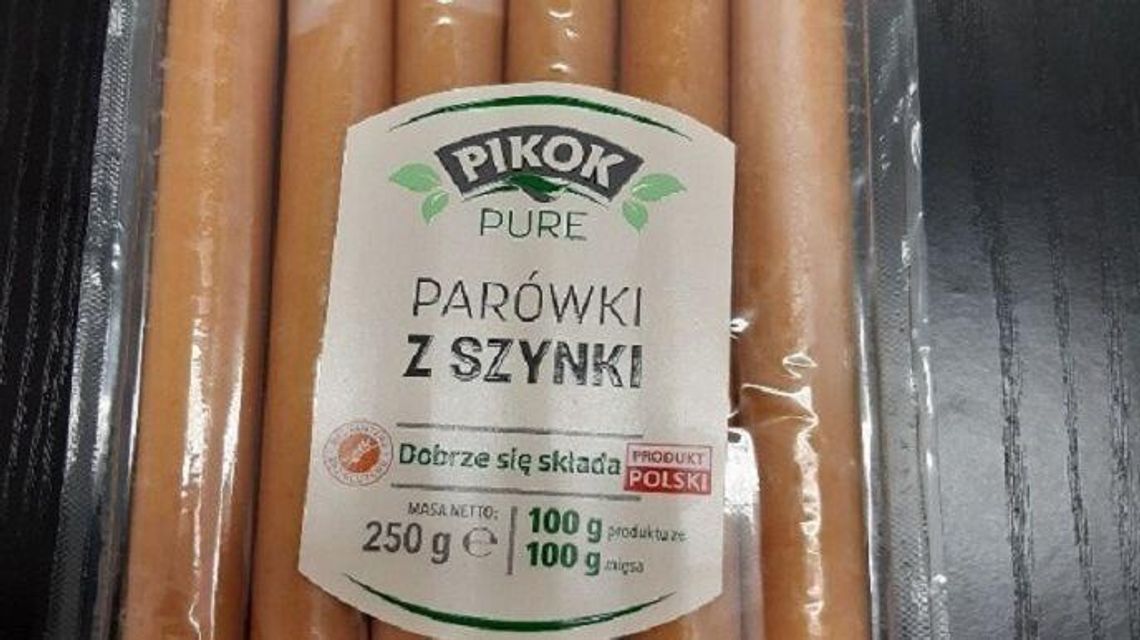 PIKOK
PURE
PARÓWKI
Z SZYNKI
Dobrze się składa
PRODUKT
POLSKI
MASA NETTO:
250 g ℮
100 g produktu ze
100 g mięsa